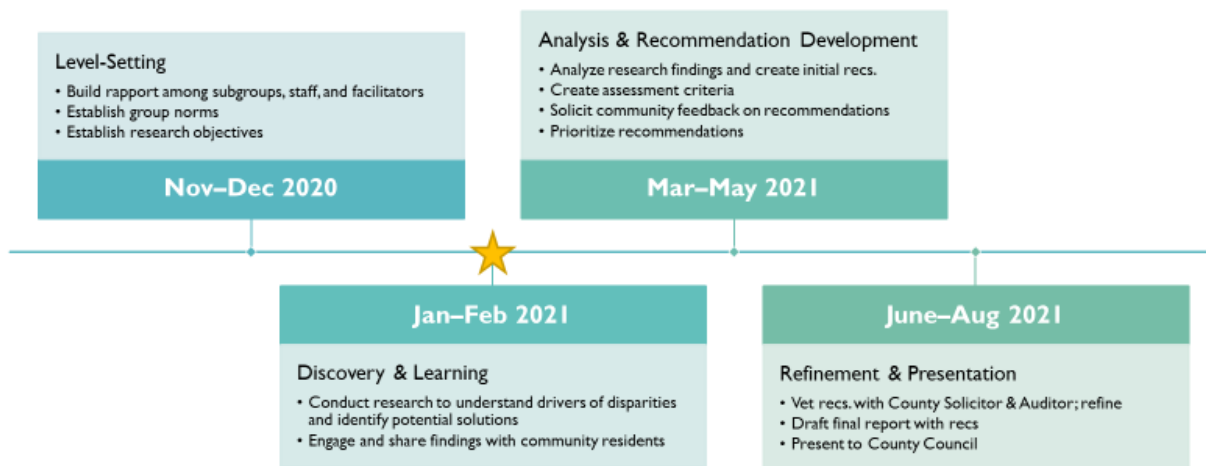 Level-Setting
• Build rapport among subgroups, staff, and facilitators
• Establish group norms
• Establish research objectives
Nov–Dec 2020
Analysis & Recommendation Development
• Analyze research findings and create initial recs.
• Create assessment criteria
• Solicit community feedback on recommendations
• Prioritize recommendations
Mar–May 2021
Jan–Feb 2021
Discovery & Learning
• Conduct research to understand drivers of disparities
and identify potential solutions
• Engage and share findings with community residents
June–Aug 2021
Refinement & Presentation
• Vet recs. with County Solicitor & Auditor; refine
• Draft final report with recs
• Present to County Council